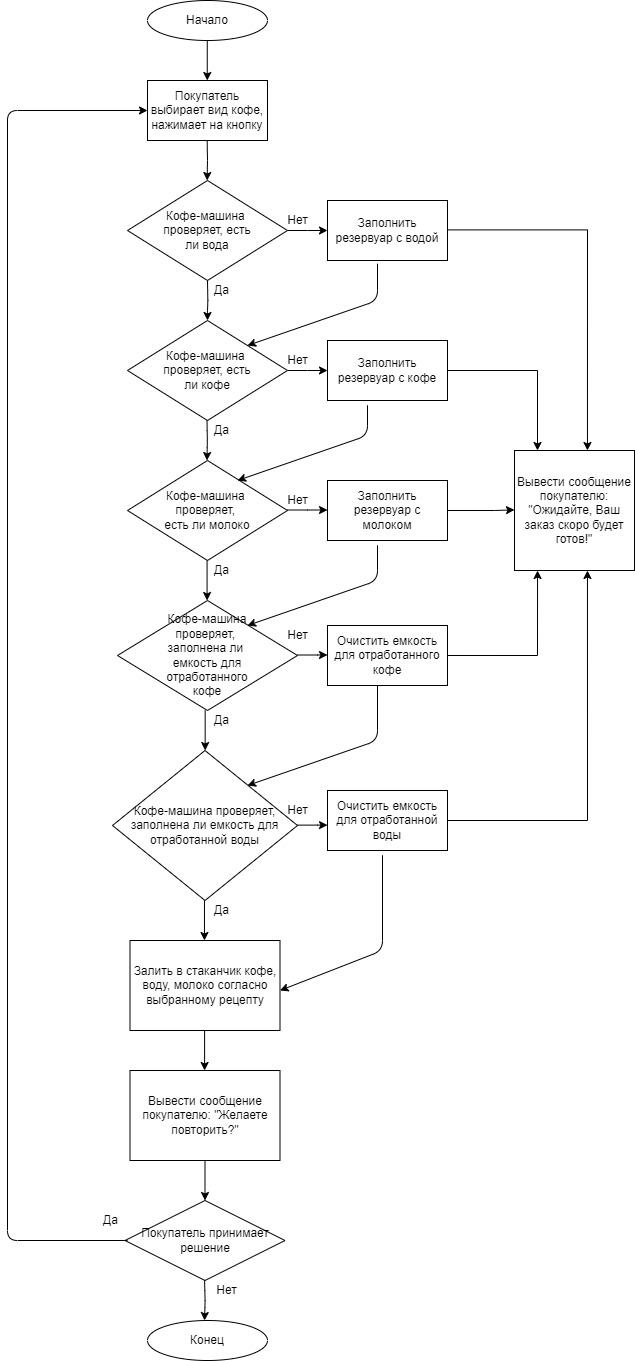 Начало
Покупатель
выбирает вид кофе,
нажимает на кнопку
Кофе-машина
проверяет, есть
ли вода
Нет
Заполнить
резервуар с водой
Да
Кофе-машина
проверяет, есть
ли кофе
Нет
Заполнить
резервуар с кофе
Да
Кофе-машина
проверяет,
есть ли молоко
Нет
Заполнить
резервуар с
молоком
Вывести сообщение
покупателю:
"Ожидайте, Ваш
заказ скоро будет
готов!"
Да
Кофе-машина
проверяет,
заполнена ли
емкость для
отработанного
кофе
Нет
Очистить емкость
для отработанного
кофе
Да
Кофе-машина проверяет,
заполнена ли емкость для
отработанной воды
Нет
Очистить емкость
для отработанной
воды
Да
Залить в стаканчик кофе,
воду, молоко согласно
выбранному рецепту
Вывести сообщение
покупателю: "Желаете
повторить?"
Да
Покупатель принимает
решение
Нет
Конец